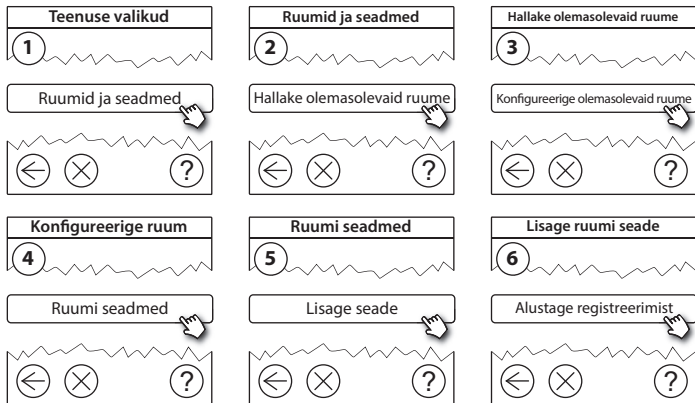 Teenuse valikud
1
Ruumid ja seadmed
?
Ruumid ja seadmed
2
Hallake olemasolevaid ruume
?
Hallake olemasolevaid ruume
3
Konfigureerige olemasolevaid ruume
?
Konfigureerige ruum
4
Ruumi seadmed
?
Ruumi seadmed
5
Lisage seade
?
Lisage ruumi seade
6
Alustage registreerimist
?